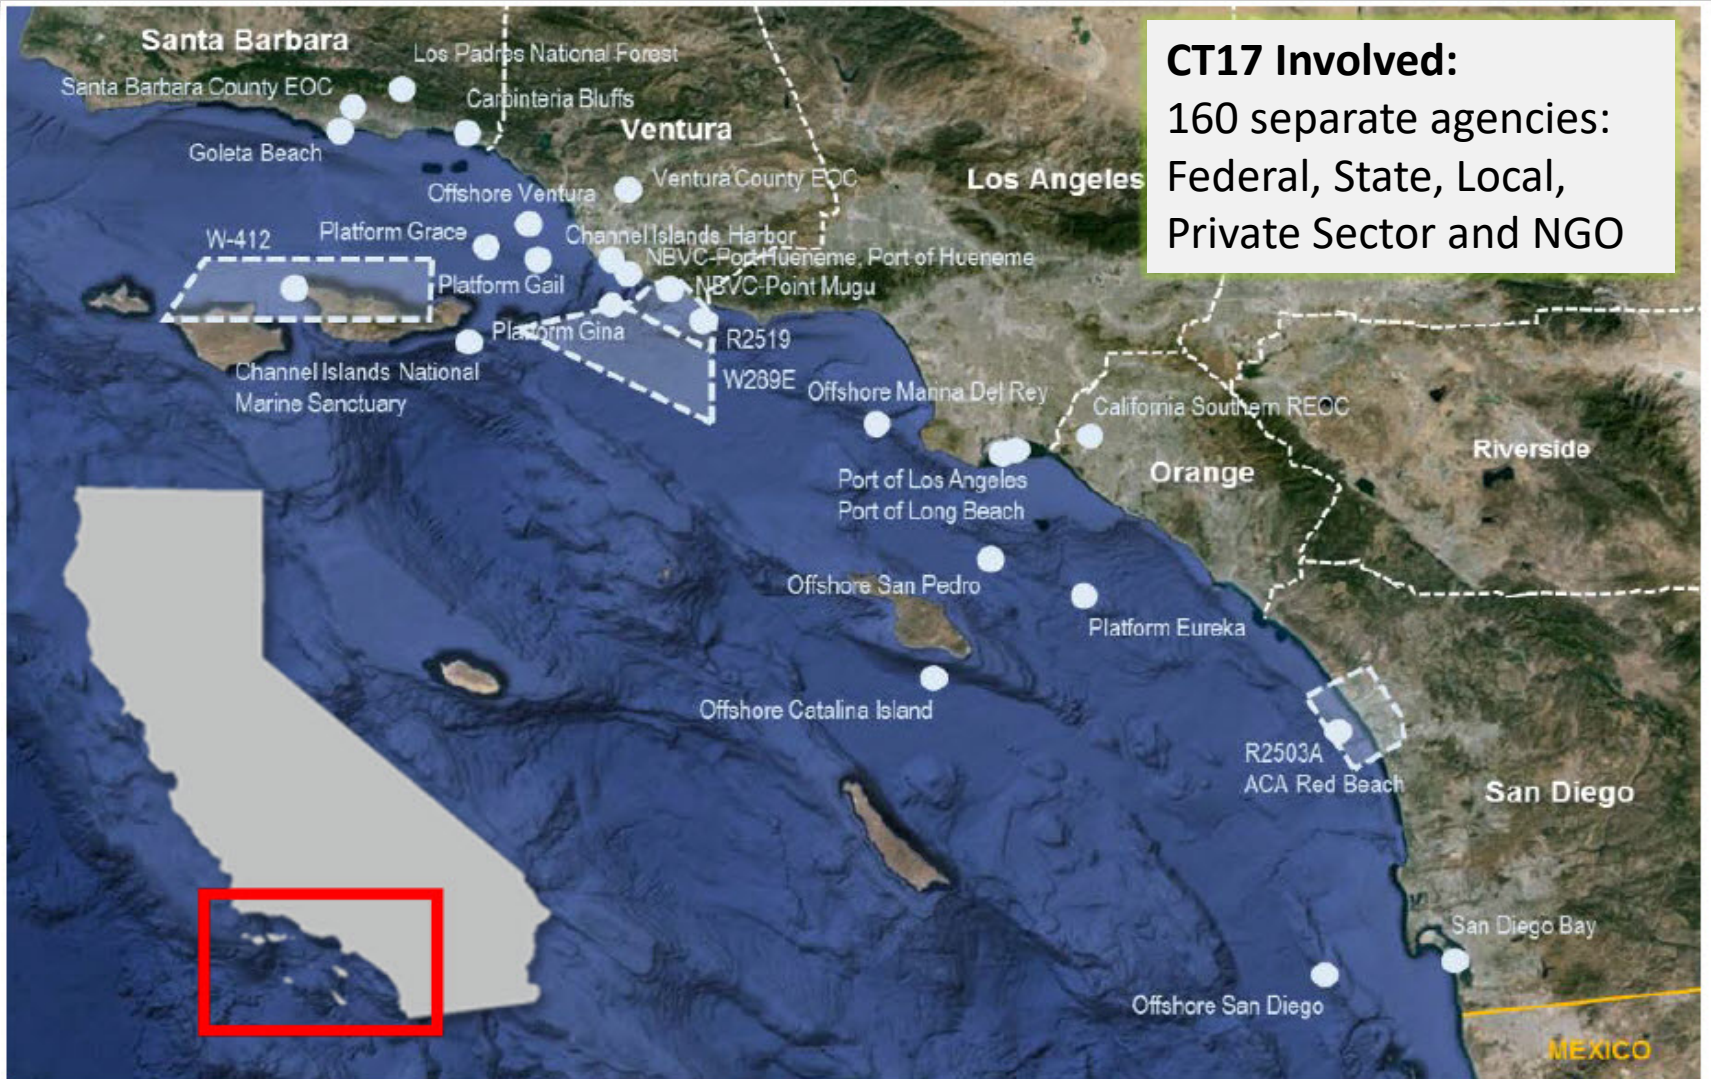 CT17 Involved:
160 separate agencies:
Federal, State, Local,
Private Sector and NGO
Santa Barbara
Los Padres National Forest
Santa Barbara County EOC
Carpinteria Bluffs
Goleta Beach
Ventura
Ventura County EOC
Los Angeles
Offshore Ventura
W-412
Platform Grace
Channel Islands Harbor
NBVC-Port Hueneme, Port of Hueneme
Platform Gail
NBVC-Point Mugu
Platform Gina
R2519
W289E
Channel Islands National
Marine Sanctuary
Offshore Marina Del Rey
California Southern REOC
Riverside
Orange
Port of Los Angeles
Port of Long Beach
Offshore San Pedro
Platform Eureka
Offshore Catalina Island
R2503A
ACA Red Beach
San Diego
San Diego Bay
Offshore San Diego
MEXICO